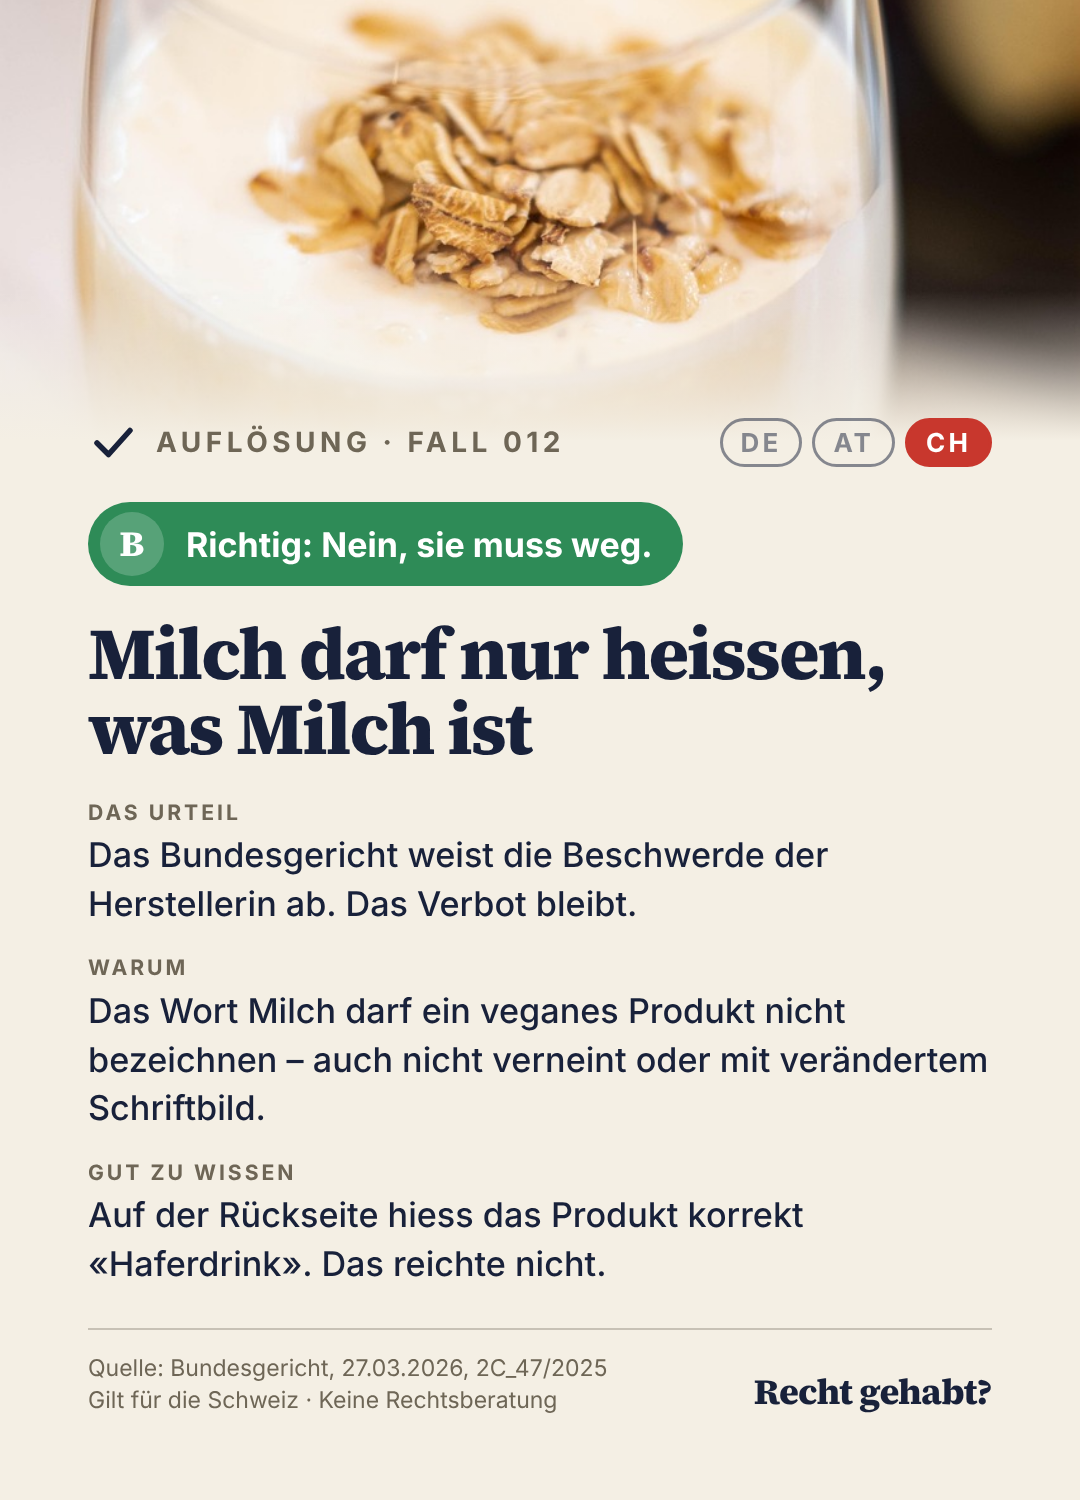 AUFLÖSUNG · FALL 012
DE AT CH
B Richtig: Nein, sie muss weg.
Milch darf nur heissen,
was Milch ist
DAS URTEIL
Das Bundesgericht weist die Beschwerde der
Herstellerin ab. Das Verbot bleibt.
WARUM
Das Wort Milch darf ein veganes Produkt nicht
bezeichnen – auch nicht verneint oder mit verändertem
Schriftbild.
GUT ZU WISSEN
Auf der Rückseite hiess das Produkt korrekt
«Haferdrink». Das reichte nicht.
Quelle: Bundesgericht, 27.03.2026, 2C_47/2025
Gilt für die Schweiz · Keine Rechtsberatung
Recht gehabt?